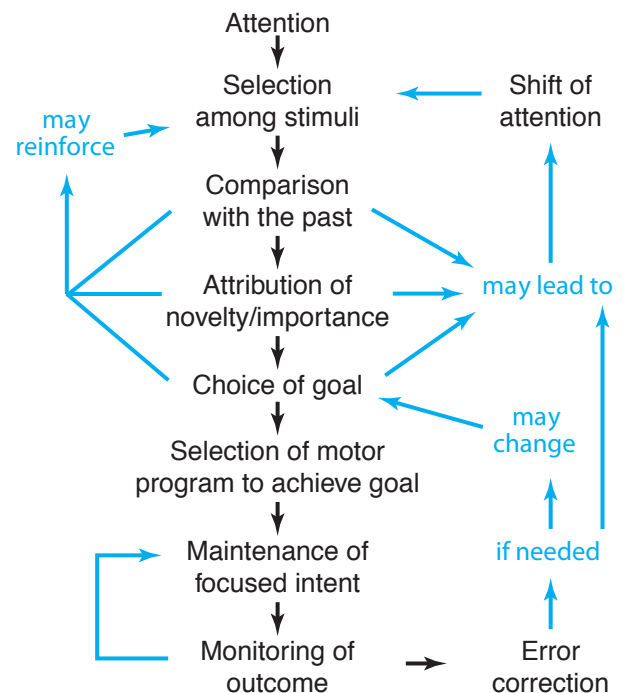 Attention
Selection
among stimuli
Shift of
attention
may
reinforce
Comparison
with the past
Attribution of
novelty/importance
may lead to
Choice of goal
may
change
Selection of motor
program to achieve goal
Maintenance of
focused intent
if needed
Monitoring of
outcome
Error
correction